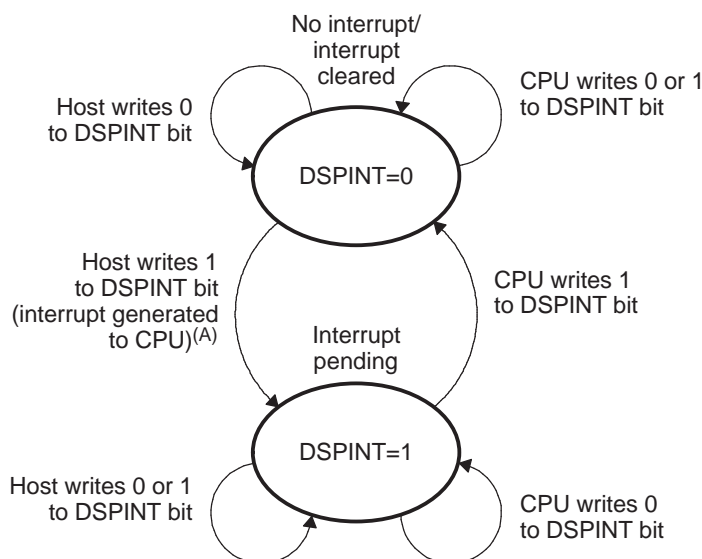 No interrupt/
interrupt
cleared
Host writes 0
to DSPINT bit
CPU writes 0 or 1
to DSPINT bit
DSPINT=0
Host writes 1
to DSPINT bit
(interrupt generated
to CPU)(A)
CPU writes 1
to DSPINT bit
Interrupt
pending
DSPINT=1
Host writes 0 or 1
to DSPINT bit
CPU writes 0
to DSPINT bit